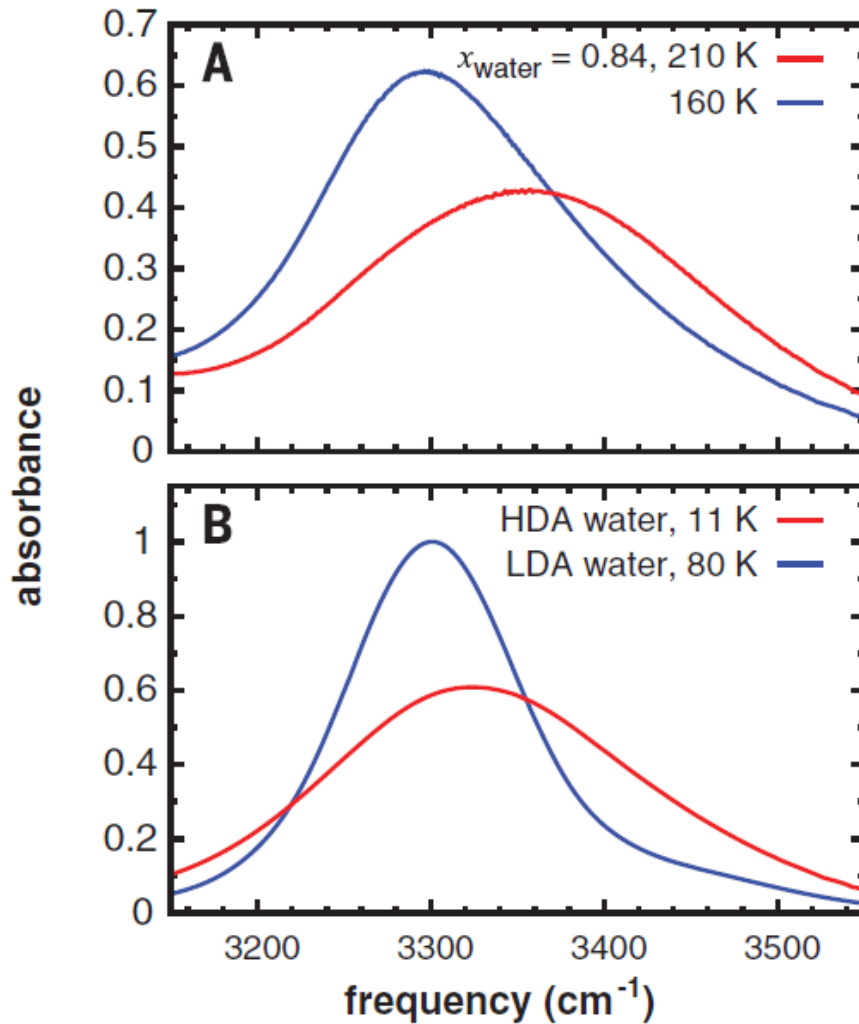 A
x_water = 0.84, 210 K
160 K
0.7
0.6
0.5
0.4
0.3
0.2
0.1
0
absorbance
B
HDA water, 11 K
LDA water, 80 K
1
0.8
0.6
0.4
0.2
0
3200 3300 3400 3500
frequency (cm⁻¹)